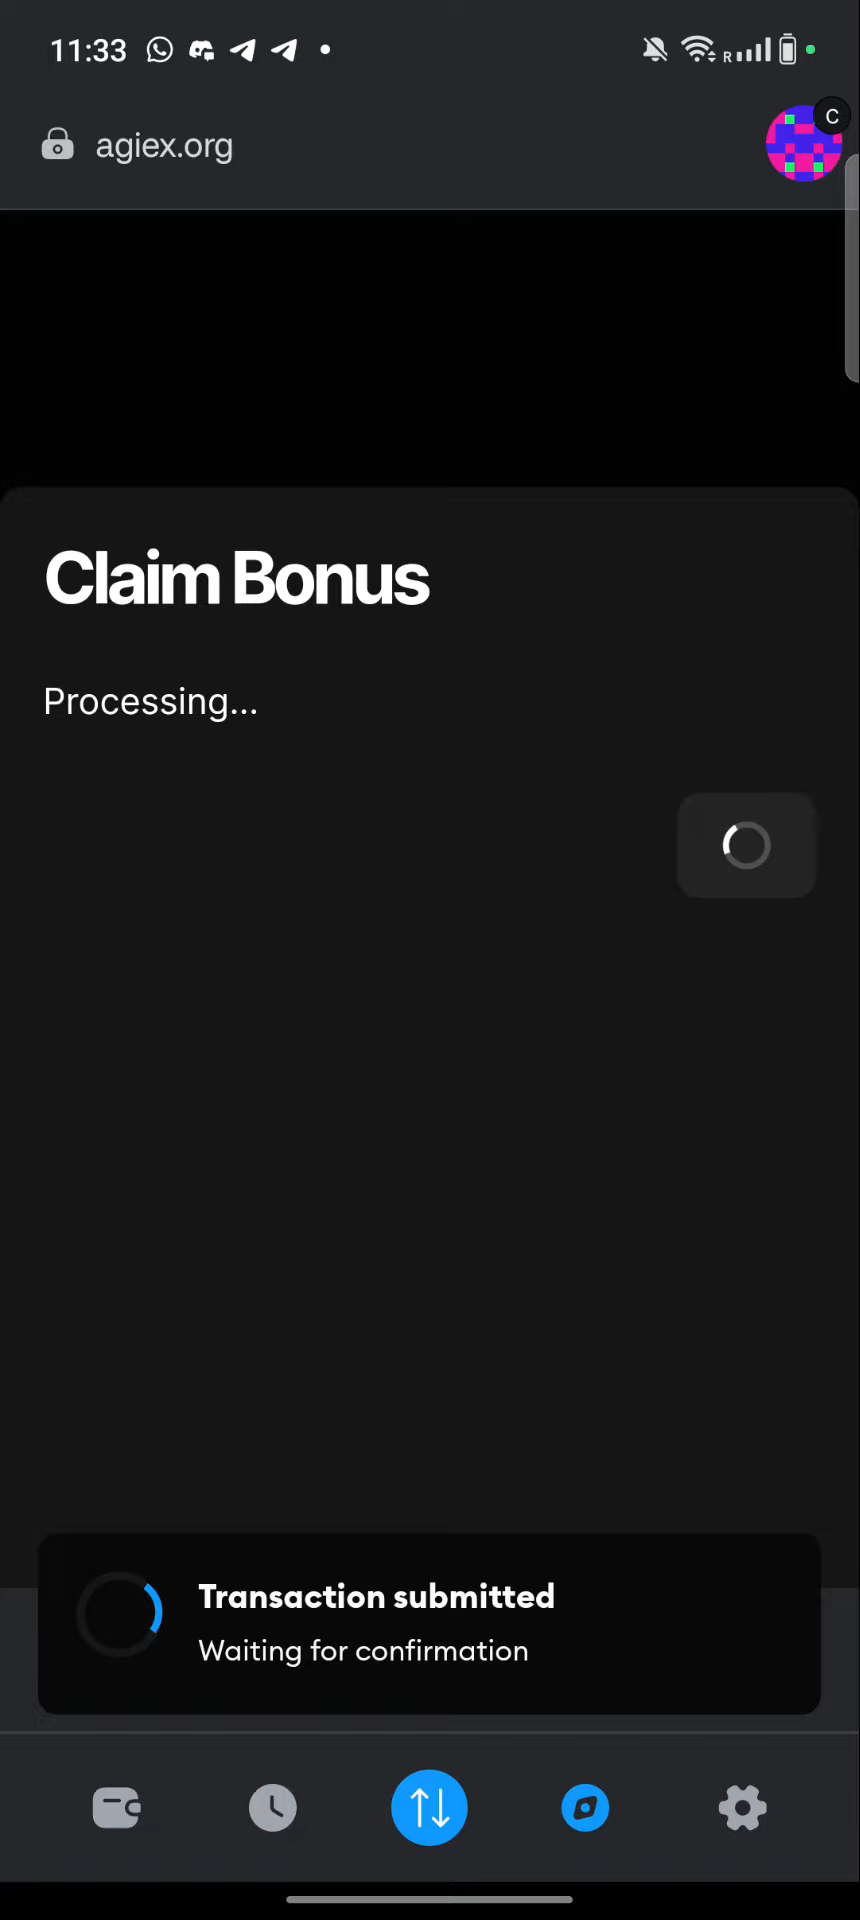 11:33
R
agiex.org
C
Claim Bonus
Processing...
Transaction submitted
Waiting for confirmation